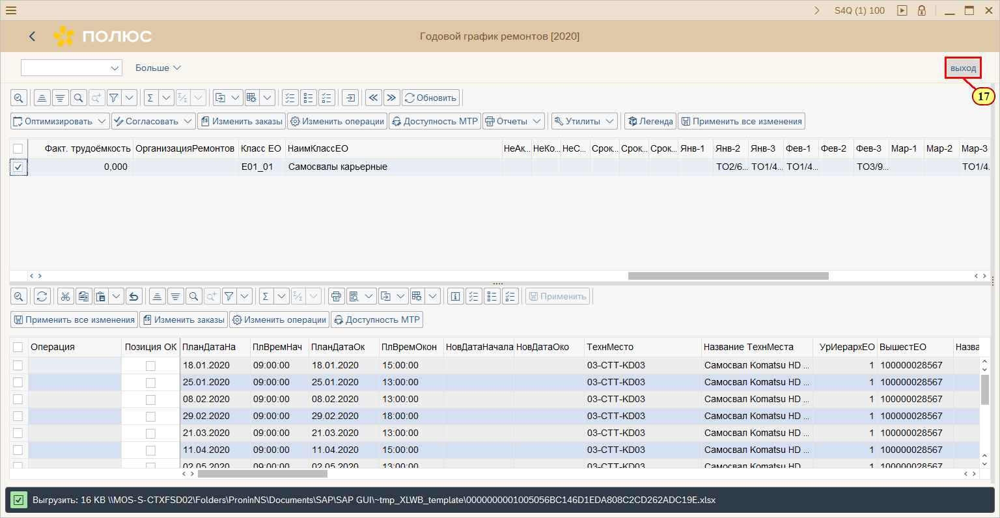 S4Q (1) 100
ПОЛЮС
Годовой график ремонтов [2020]
Больше
выход
17
Обновить
Оптимизировать Согласовать Изменить заказы Изменить операции Доступность МТР Отчеты Утилиты Легенда Применить все изменения
Факт. трудоёмкость ОрганизацияРемонтов Класс ЕО НаимКлассЕО НеАк... НеКо... НеС... Срок... Срок... Срок... Янв-1 Янв-2 Янв-3 Фев-1 Фев-2 Фев-3 Мар-1 Мар-2 Мар-3
0,000 E01_01 Самосвалы карьерные ТО2/6... ТО1/4... ТО1/4... ТО3/9... ТО1/4...
Применить
Применить все изменения Изменить заказы Изменить операции Доступность МТР
Операция Позиция ОК ПланДатаНа ПлВремНач ПланДатаОк ПлВремОкон НовДатаНачала НовДатаОко ТехнМесто Название ТехнМеста УрИерархЕО ВышестЕО Назва
18.01.2020 09:00:00 18.01.2020 15:00:00 03-CTT-KD03 Самосвал Komatsu HD ... 1 100000028567
25.01.2020 09:00:00 25.01.2020 13:00:00 03-CTT-KD03 Самосвал Komatsu HD ... 1 100000028567
08.02.2020 09:00:00 08.02.2020 13:00:00 03-CTT-KD03 Самосвал Komatsu HD ... 1 100000028567
29.02.2020 09:00:00 29.02.2020 18:00:00 03-CTT-KD03 Самосвал Komatsu HD ... 1 100000028567
21.03.2020 09:00:00 21.03.2020 13:00:00 03-CTT-KD03 Самосвал Komatsu HD ... 1 100000028567
11.04.2020 09:00:00 11.04.2020 15:00:00 03-CTT-KD03 Самосвал Komatsu HD ... 1 100000028567
02.05.2020 09:00:00 02.05.2020 13:00:00 03-CTT-KD03 Самосвал Komatsu HD ... 1 100000028567
Выгрузить: 16 KB \\MOS-S-CTXFSD02\Folders\ProninNS\Documents\SAP\SAP GUI\~tmp_XLWB_template\0000000001005056BC146D1EDA808C2CD262ADC19E.xlsx